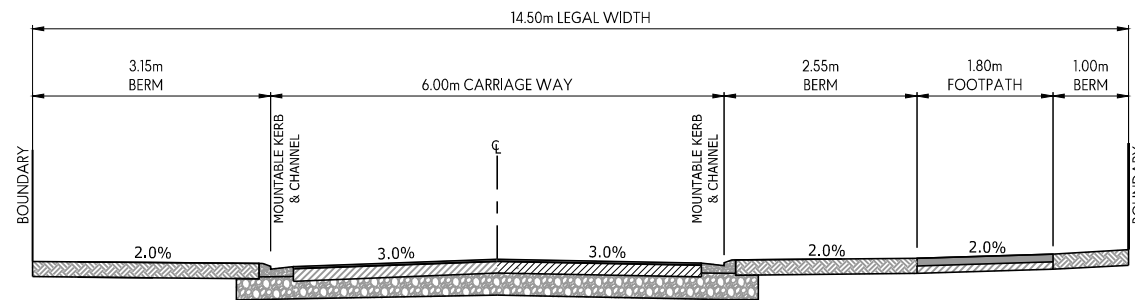 14.50m LEGAL WIDTH
3.15m
BERM
6.00m CARRIAGE WAY
2.55m
BERM
1.80m
FOOTPATH
1.00m
BERM
BOUNDARY
MOUNTABLE KERB
& CHANNEL
℄
MOUNTABLE KERB
& CHANNEL
BOUNDARY
2.0%
3.0%
3.0%
2.0%
2.0%